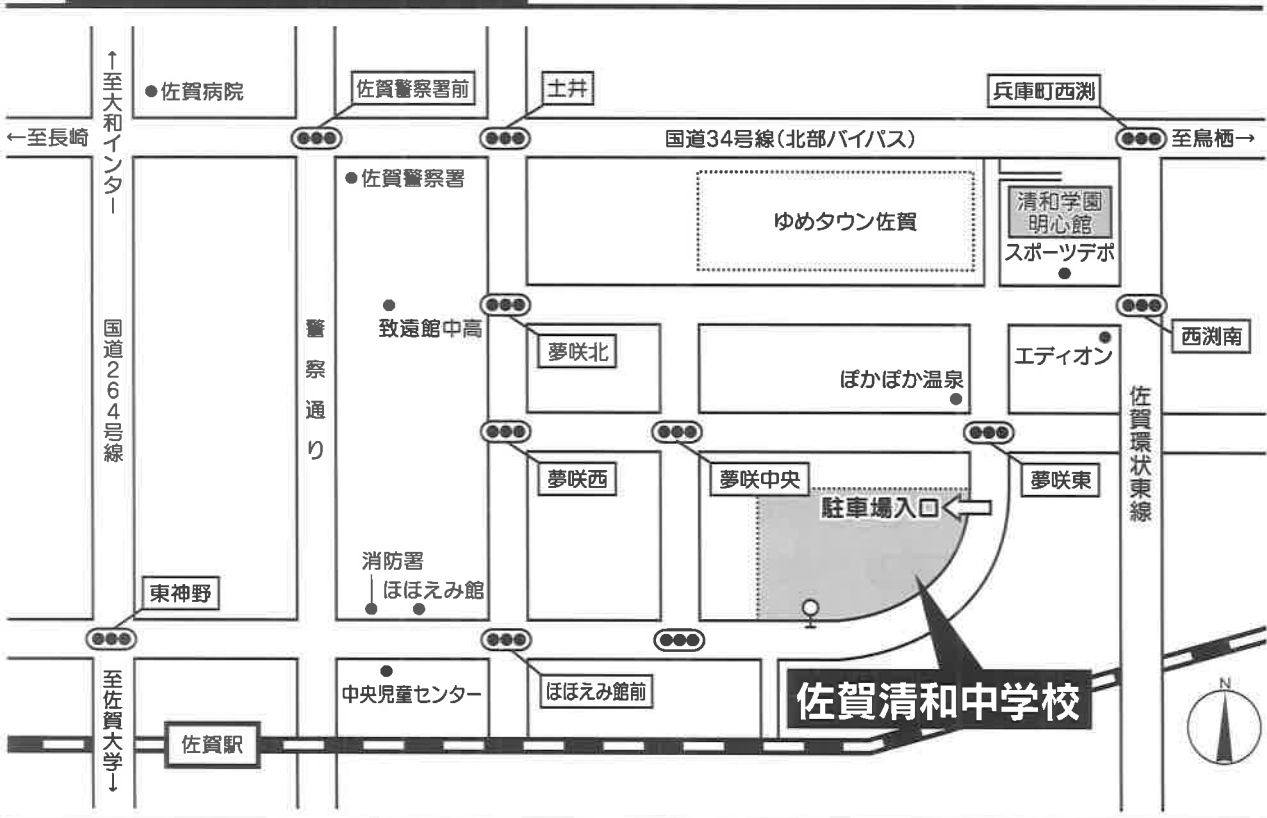 ↑至大和インター
佐賀病院
佐賀警察署前
土井
兵庫町西渕
←至長崎
国道34号線(北部バイパス)
至鳥栖→
佐賀警察署
ゆめタウン佐賀
清和学園
明心館
スポーツデポ
致遠館中高
夢咲北
西渕南
国道264号線
警察通り
エディオン
ぽかぽか温泉
佐賀環状東線
夢咲西
夢咲中央
夢咲東
駐車場入口
消防署
ほほえみ館
東神野
ほほえみ館前
中央児童センター
佐賀清和中学校
至佐賀大学↓
佐賀駅
N